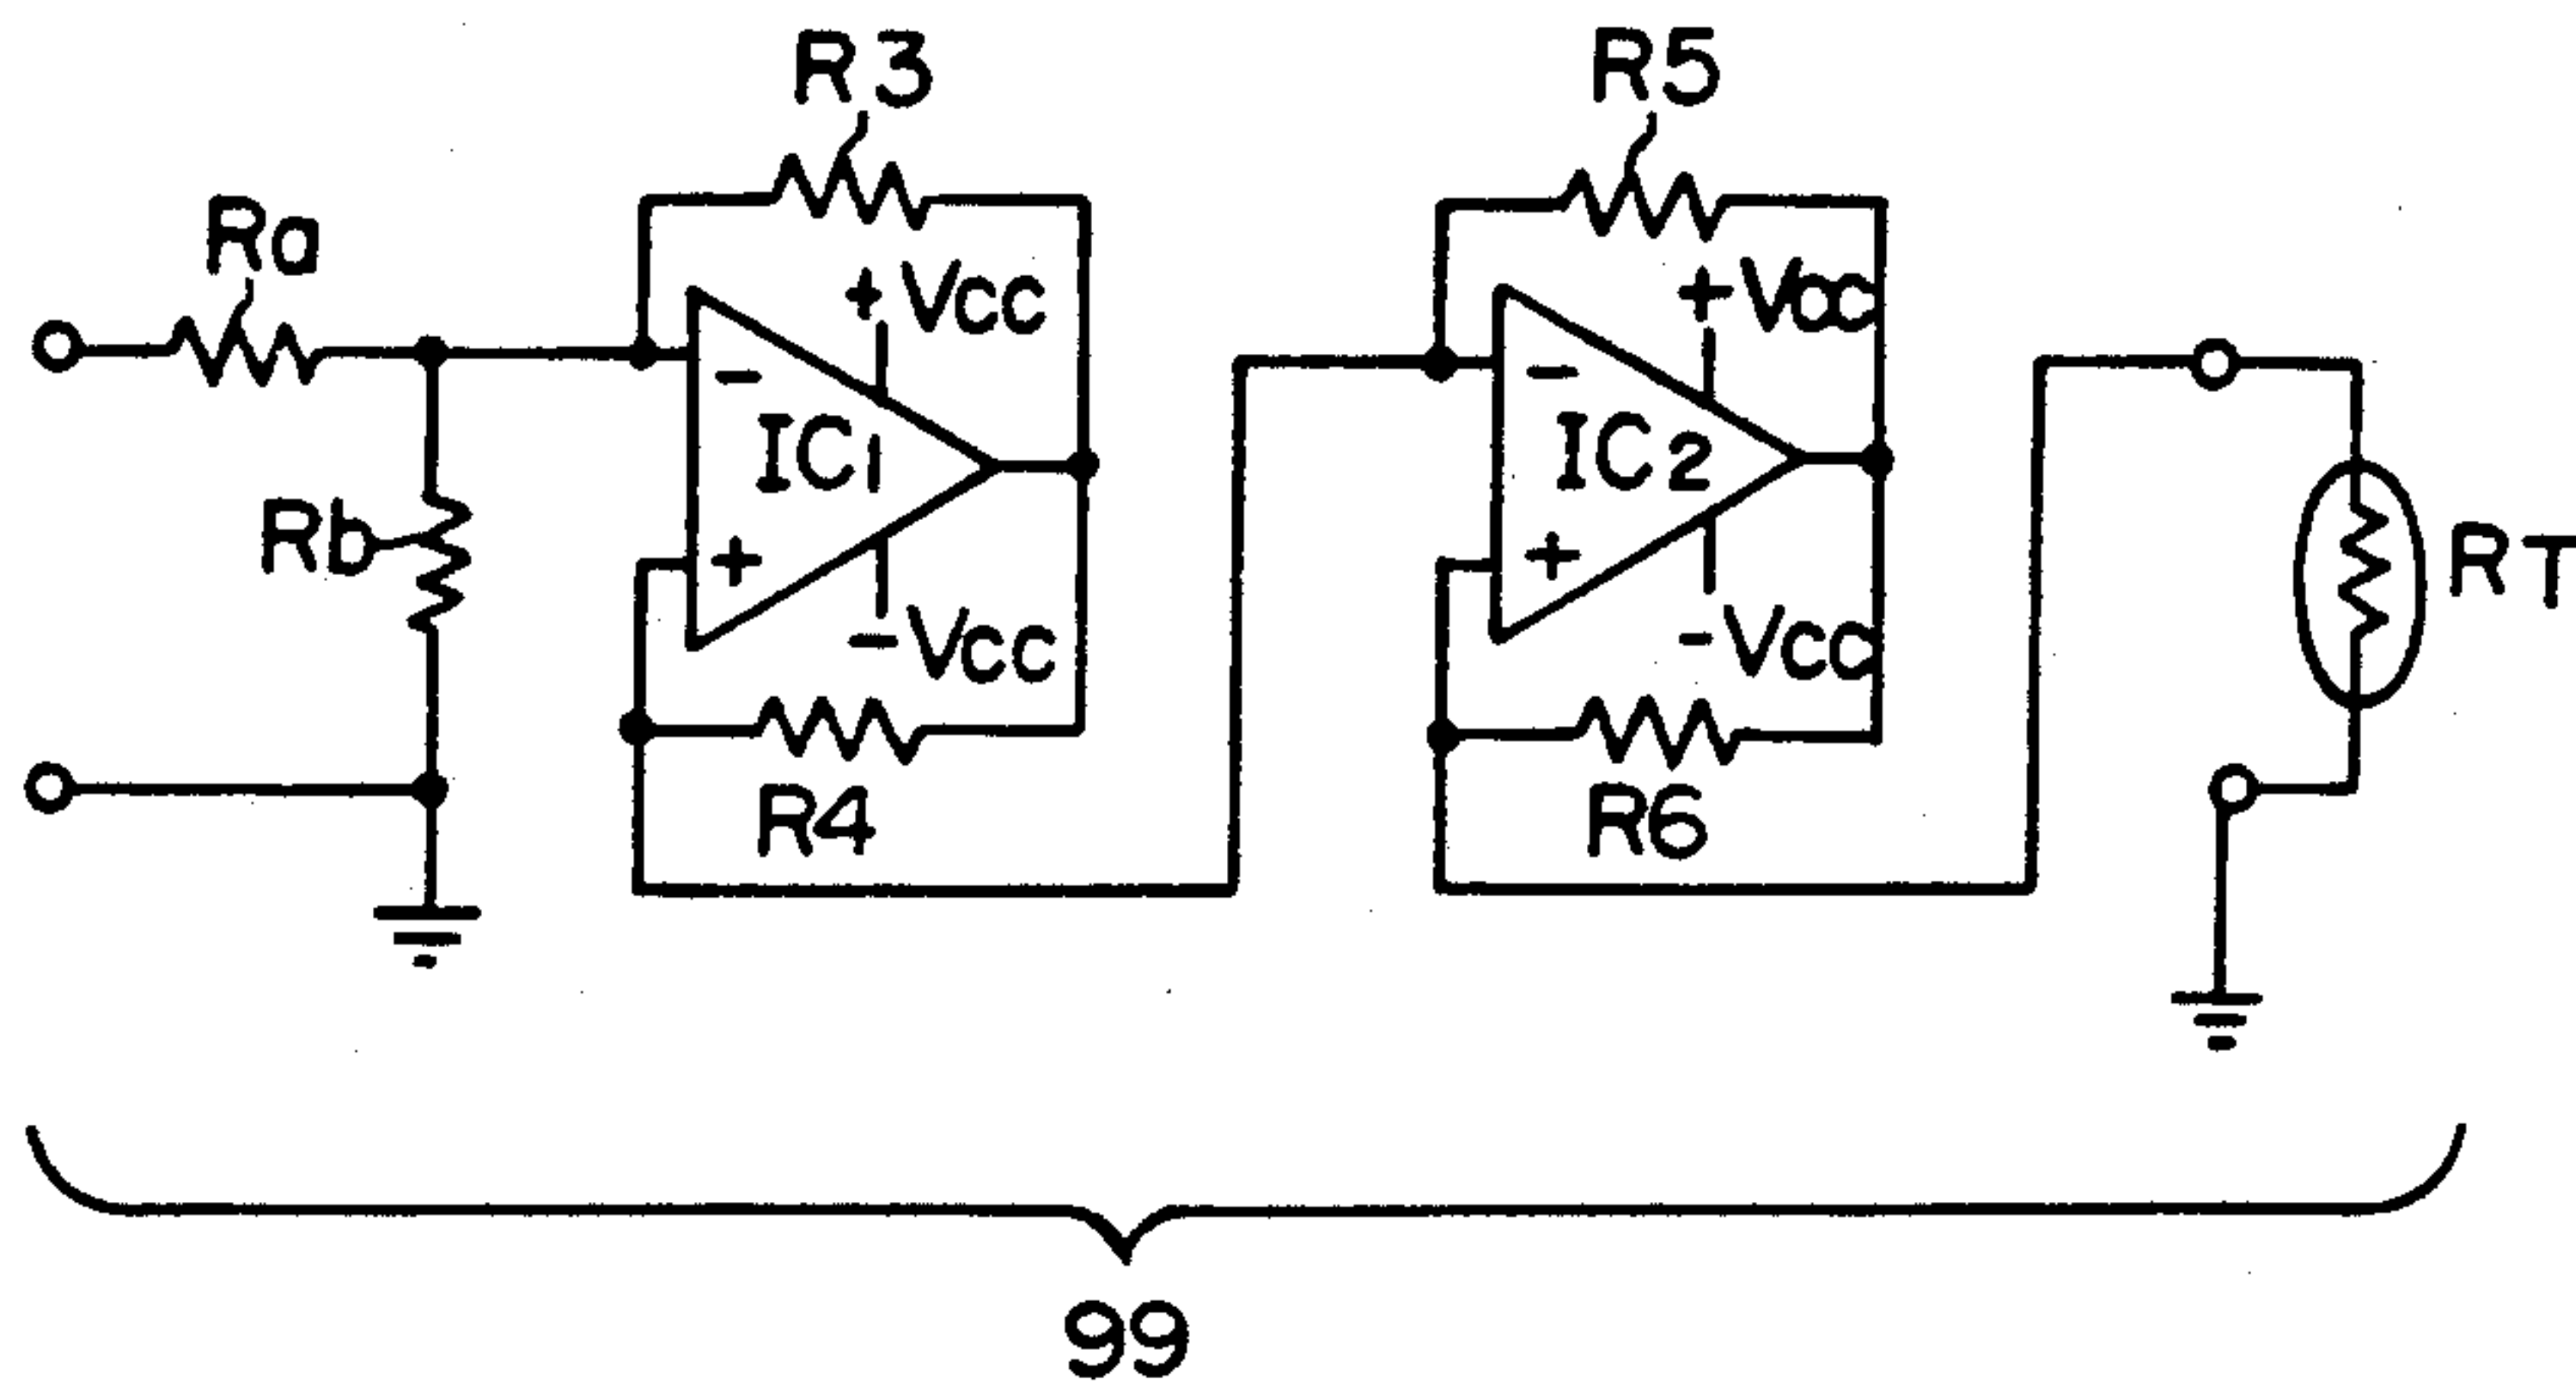 R3
R5
Ra
+Vcc
+Vcc
-
IC1
-
IC2
Rb
+
+
RT
-Vcc
-Vcc
R4
R6
99